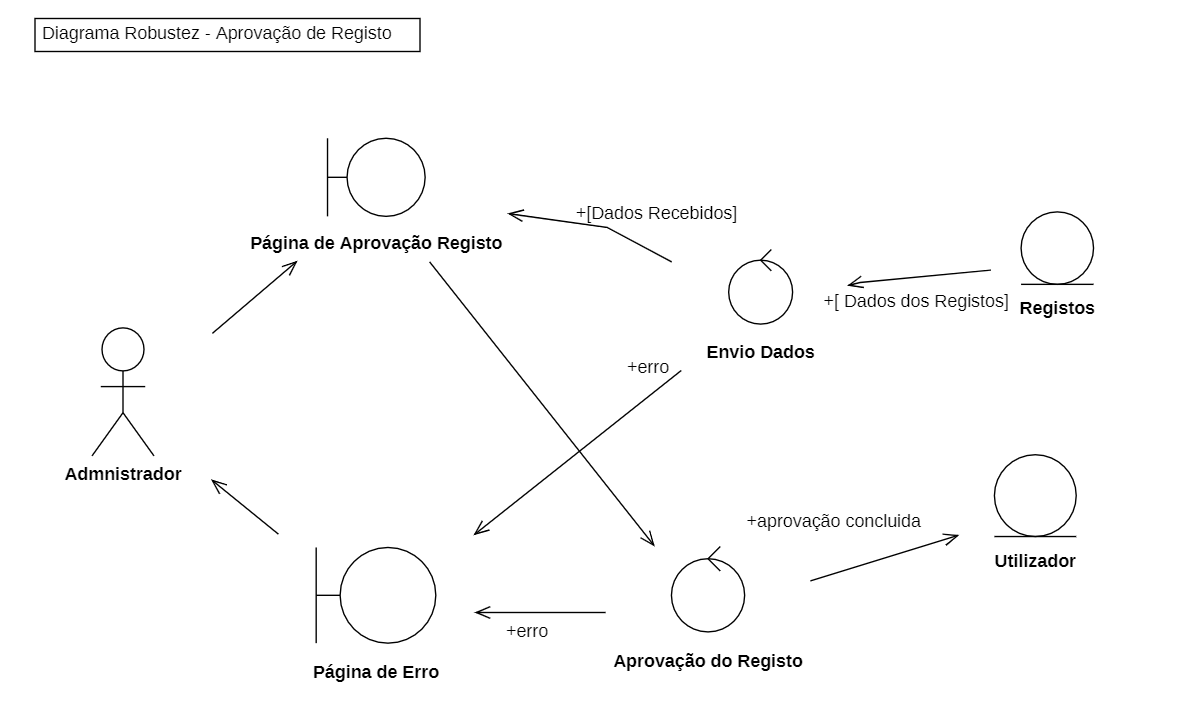 Diagrama Robustez - Aprovação de Registo
+[Dados Recebidos]
Página de Aprovação Registo
+[ Dados dos Registos]
Registos
Envio Dados
+erro
Admnistrador
+aprovação concluida
Utilizador
+erro
Aprovação do Registo
Página de Erro